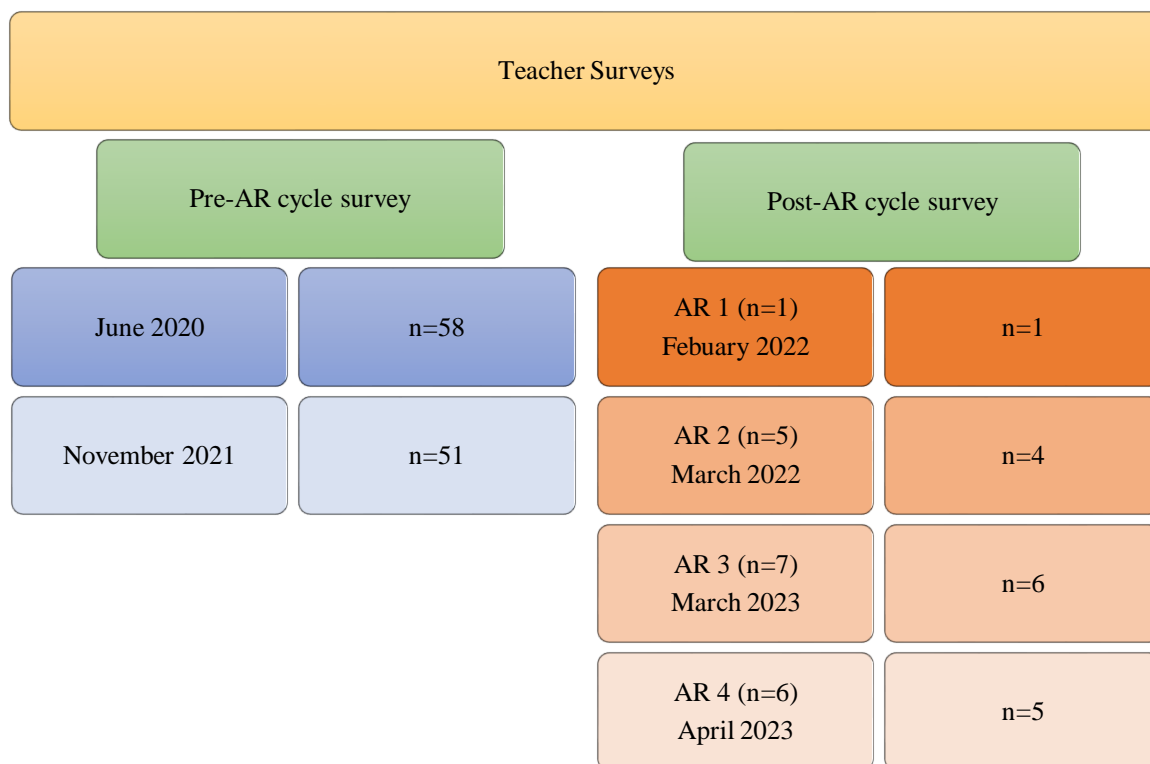 Teacher Surveys
Pre-AR cycle survey
Post-AR cycle survey
June 2020
n=58
AR 1 (n=1)
Febuary 2022
n=1
November 2021
n=51
AR 2 (n=5)
March 2022
n=4
AR 3 (n=7)
March 2023
n=6
AR 4 (n=6)
April 2023
n=5